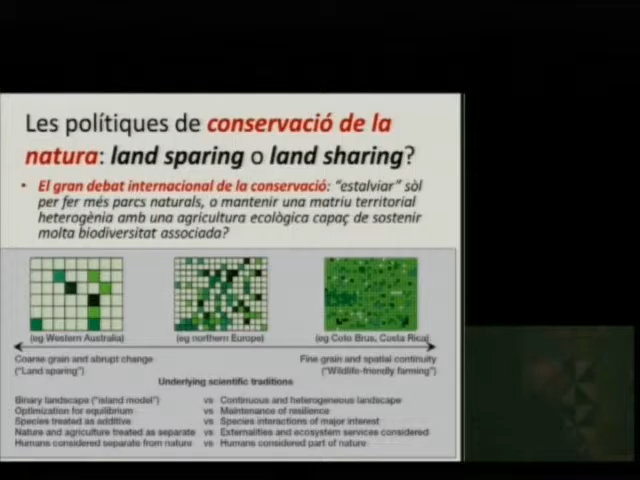 Les polítiques de conservació de la
natura: land sparing o land sharing?
• El gran debat internacional de la conservació: “estalviar” sòl
per fer més parcs naturals, o mantenir una matriu territorial
heterogènia amb una agricultura ecològica capaç de sostenir
molta biodiversitat associada?
(eg Western Australia) (eg northern Europe) (eg Coto Brus, Costa Rica)
Coarse grain and abrupt change Fine grain and spatial continuity
(“Land sparing”) (“Wildlife-friendly farming”)
Underlying scientific traditions
Binary landscape (“island model”) vs Continuous and heterogeneous landscape
Optimization for equilibrium vs Maintenance of resilience
Species treated as additive vs Species interactions of major interest
Nature and agriculture treated as separate vs Externalities and ecosystem services considered
Humans considered separate from nature vs Humans considered part of nature